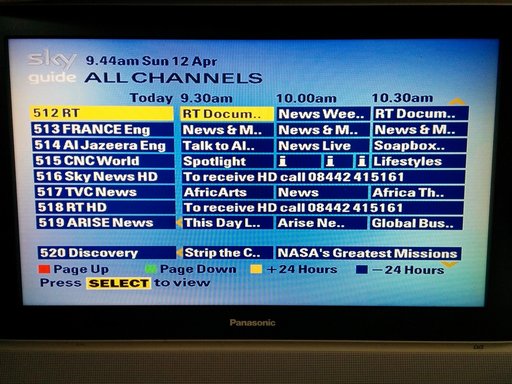 sky 9.44am Sun 12 Apr
guide ALL CHANNELS
Today 9.30am 10.00am 10.30am
512 RT RT Docum.. News Wee.. RT Docum..
513 FRANCE Eng News & M.. News & M.. News & M..
514 Al Jazeera Eng Talk to Al.. News Live Soapbox..
515 CNC World Spotlight i i i Lifestyles
516 Sky News HD To receive HD call 08442 415161
517 TVC News AfricArts News Africa Th..
518 RT HD To receive HD call 08442 415161
519 ARISE News This Day L.. Arise Ne.. Global Bus..
520 Discovery Strip the C.. NASA's Greatest Missions
Page Up Page Down +24 Hours −24 Hours
Press SELECT to view
Panasonic